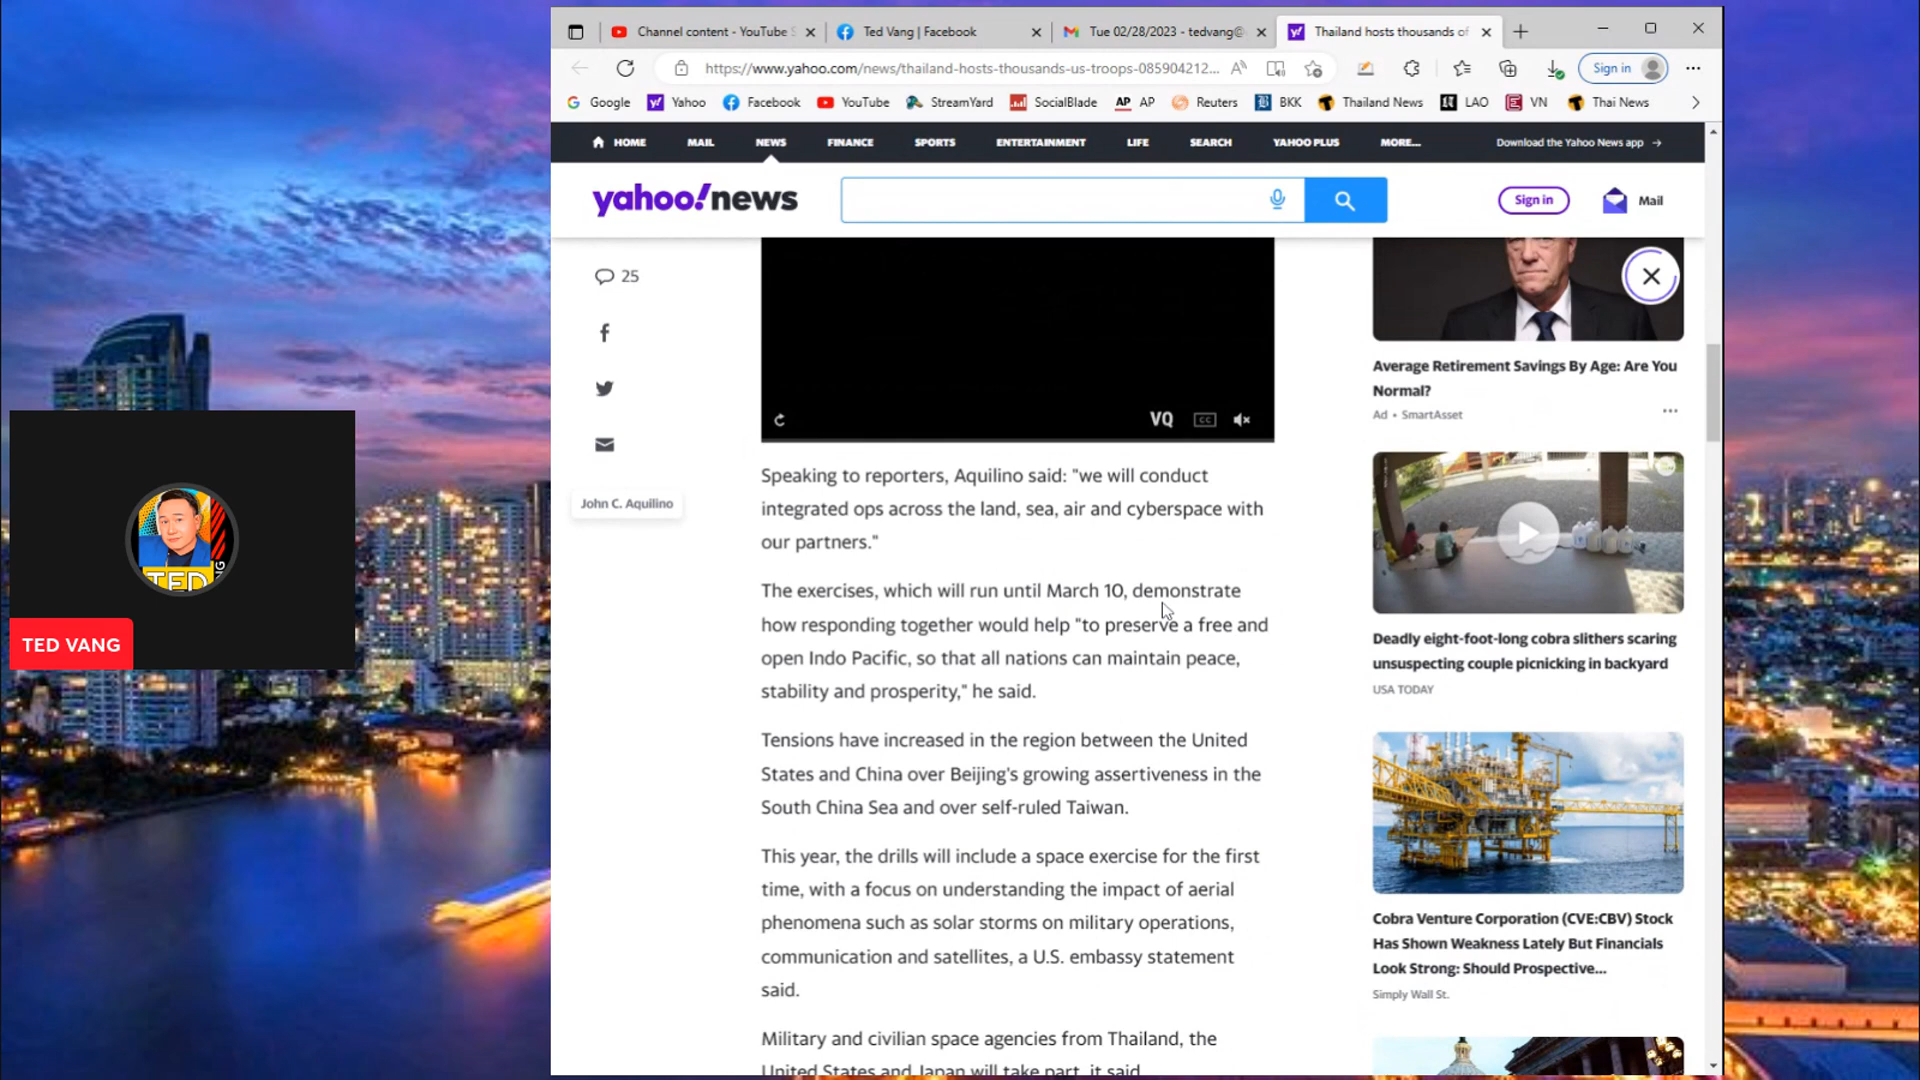 Channel content - YouTube S
Ted Vang | Facebook
Tue 02/28/2023 - tedvang@
Thailand hosts thousands of
https://www.yahoo.com/news/thailand-hosts-thousands-us-troops-085904212...
Sign in
Google
Yahoo
Facebook
YouTube
StreamYard
SocialBlade
AP AP
Reuters
BKK
Thailand News
LAO
VN
Thai News
HOME
MAIL
NEWS
FINANCE
SPORTS
ENTERTAINMENT
LIFE
SEARCH
YAHOO PLUS
MORE...
Download the Yahoo News app →
yahoo!news
Sign in
Mail
25
John C. Aquilino
VQ
CC
Speaking to reporters, Aquilino said: "we will conduct
integrated ops across the land, sea, air and cyberspace with
our partners."
The exercises, which will run until March 10, demonstrate
how responding together would help "to preserve a free and
open Indo Pacific, so that all nations can maintain peace,
stability and prosperity," he said.
Tensions have increased in the region between the United
States and China over Beijing's growing assertiveness in the
South China Sea and over self-ruled Taiwan.
This year, the drills will include a space exercise for the first
time, with a focus on understanding the impact of aerial
phenomena such as solar storms on military operations,
communication and satellites, a U.S. embassy statement
said.
Military and civilian space agencies from Thailand, the
United States and Japan will take part, it said.
Average Retirement Savings By Age: Are You
Normal?
Ad • SmartAsset
Deadly eight-foot-long cobra slithers scaring
unsuspecting couple picnicking in backyard
USA TODAY
Cobra Venture Corporation (CVE:CBV) Stock
Has Shown Weakness Lately But Financials
Look Strong: Should Prospective...
Simply Wall St.
TED
TED VANG